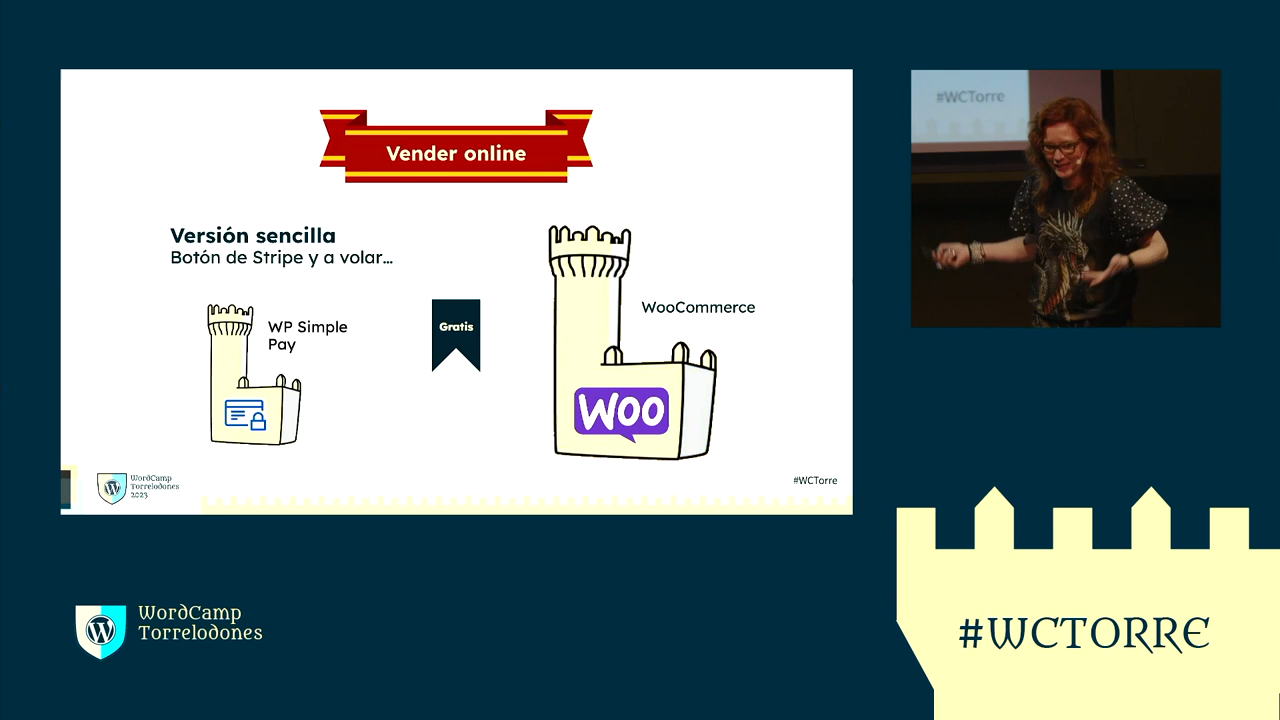 Vender online
Versión sencilla
Botón de Stripe y a volar...
WP Simple
Pay
Gratis
WooCommerce
Woo
WordCamp
Torrelodones
2023
#WCTorre
#WCTorre
WordCamp
Torrelodones
#WCTORRE